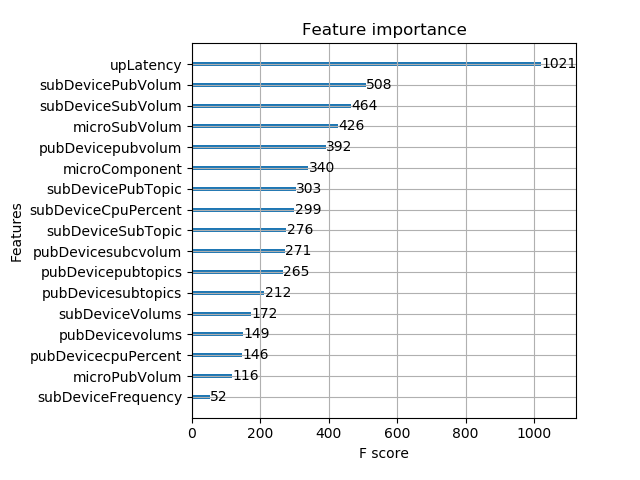 Feature importance
upLatency 1021
subDevicePubVolum 508
subDeviceSubVolum 464
microSubVolum 426
pubDevicepubvolum 392
microComponent 340
subDevicePubTopic 303
subDeviceCpuPercent 299
subDeviceSubTopic 276
pubDevicesubcvolum 271
pubDevicepubtopics 265
pubDevicesubtopics 212
subDeviceVolums 172
pubDevicevolums 149
pubDevicecpuPercent 146
microPubVolum 116
subDeviceFrequency 52
Features
0 200 400 600 800 1000
F score